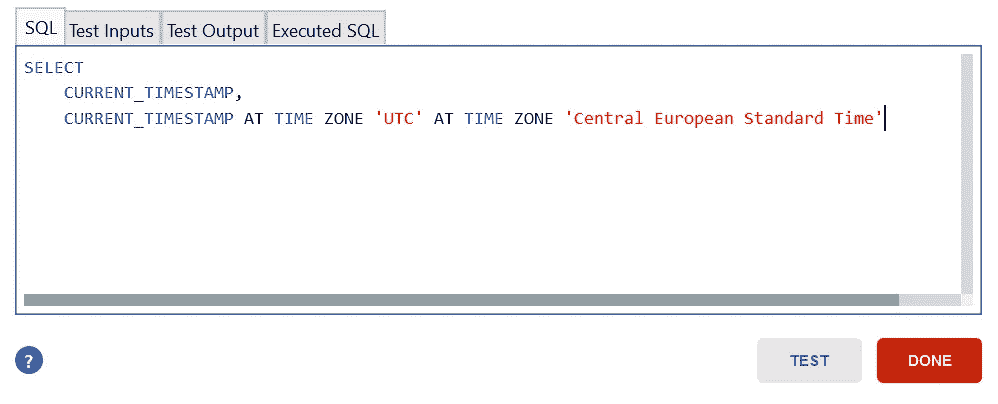 SQL Test Inputs Test Output Executed SQL
SELECT
CURRENT_TIMESTAMP,
CURRENT_TIMESTAMP AT TIME ZONE 'UTC' AT TIME ZONE 'Central European Standard Time'
? TEST DONE